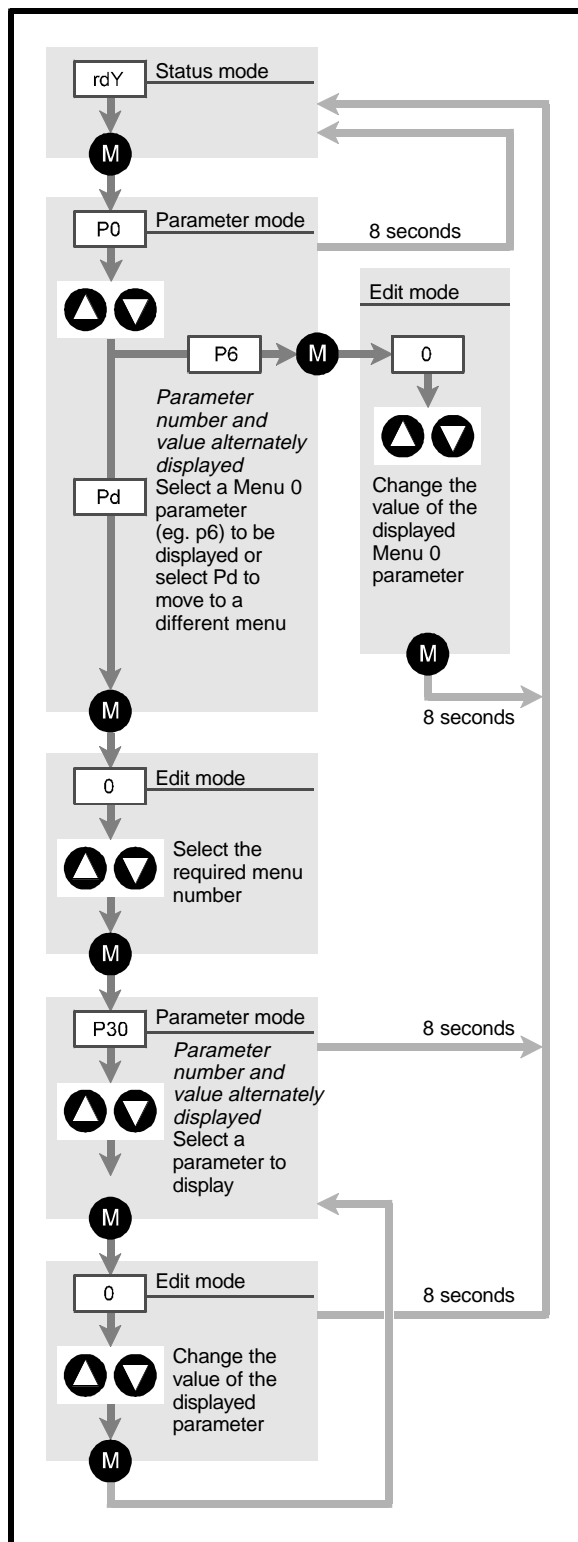 rdY
Status mode
M
P0
Parameter mode
8 seconds
Edit mode
P6
M
0
Parameter
number and
value alternately
displayed
Select a Menu 0
parameter
(eg. p6) to be
displayed or
select Pd to
move to a
different menu
Pd
Change the
value of the
displayed
Menu 0
parameter
M
8 seconds
M
0
Edit mode
Select the
required menu
number
M
P30
Parameter mode
8 seconds
Parameter
number and
value alternately
displayed
Select a
parameter to
display
M
0
Edit mode
8 seconds
Change the
value of the
displayed
parameter
M